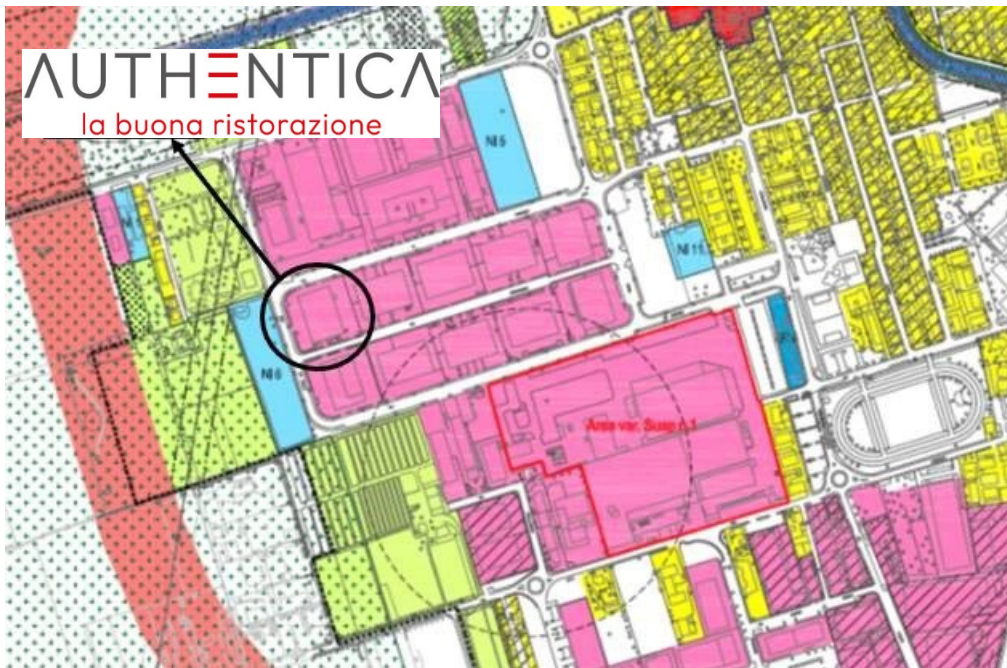 AUTHENTICA
la buona ristorazione
NI 5
NI 11
NI 6
Area var. Suap n.1